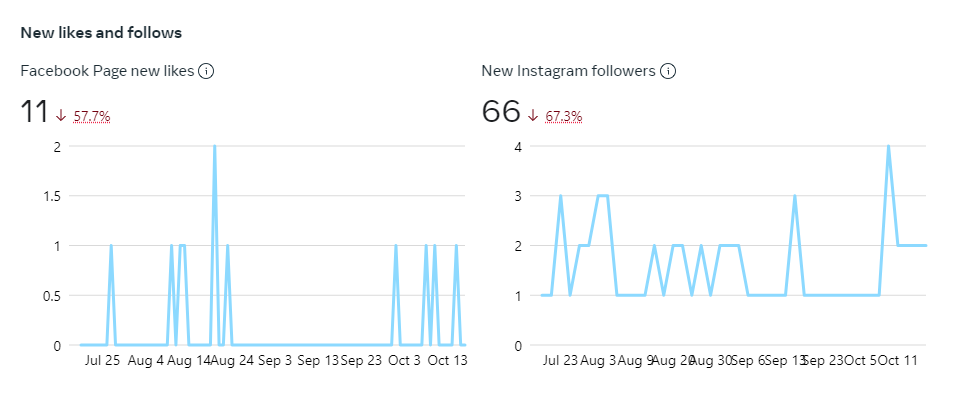 New likes and follows
Facebook Page new likes
11 ↓ 57.7%
2
1.5
1
0.5
0
Jul 25 Aug 4 Aug 14 Aug 24 Sep 3 Sep 13 Sep 23 Oct 3 Oct 13
New Instagram followers
66 ↓ 67.3%
4
3
2
1
0
Jul 23 Aug 3 Aug 9 Aug 20 Aug 30 Sep 6 Sep 13 Sep 23 Oct 5 Oct 11